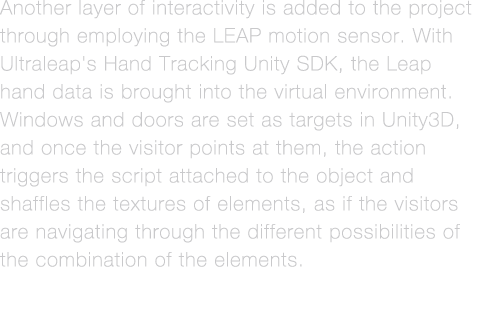 Another layer of interactivity is added to the project
through employing the LEAP motion sensor. With
Ultraleap's Hand Tracking Unity SDK, the Leap
hand data is brought into the virtual environment.
Windows and doors are set as targets in Unity3D,
and once the visitor points at them, the action
triggers the script attached to the object and
shaffles the textures of elements, as if the visitors
are navigating through the different possibilities of
the combination of the elements.